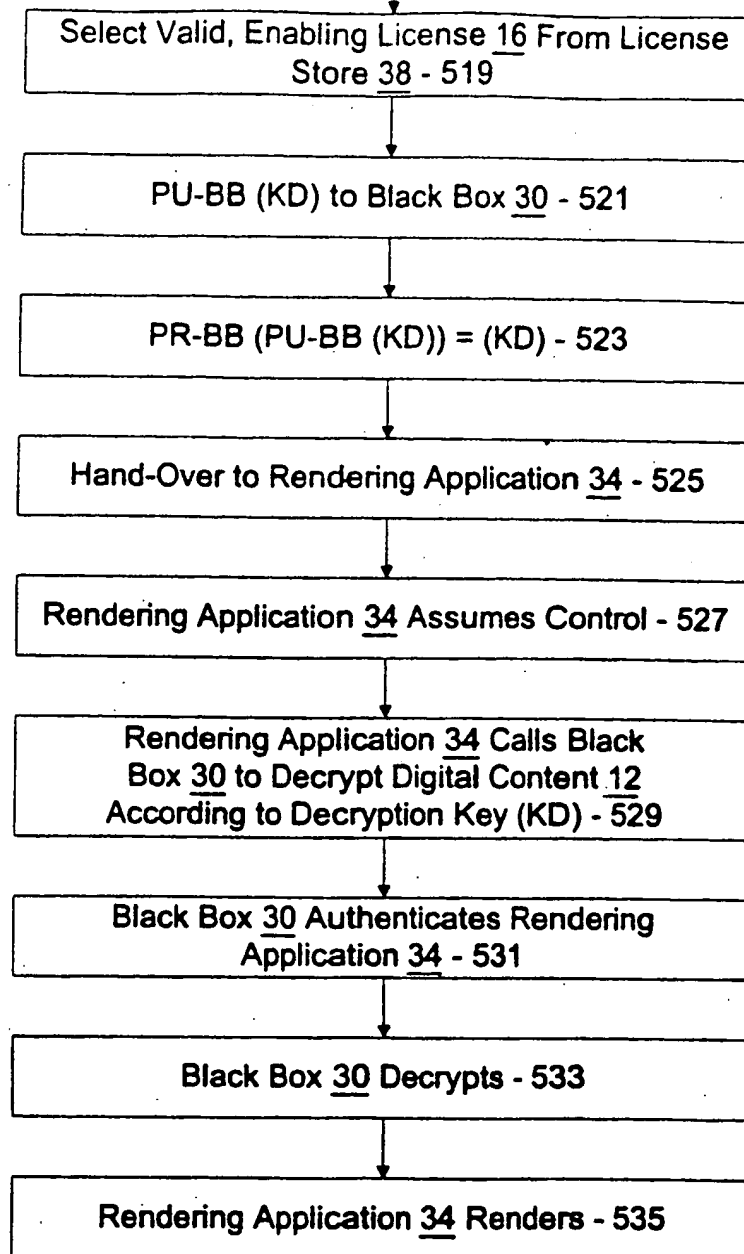 Select Valid, Enabling License 16 From License
Store 38 - 519
PU-BB (KD) to Black Box 30 - 521
PR-BB (PU-BB (KD)) = (KD) - 523
Hand-Over to Rendering Application 34 - 525
Rendering Application 34 Assumes Control - 527
Rendering Application 34 Calls Black
Box 30 to Decrypt Digital Content 12
According to Decryption Key (KD) - 529
Black Box 30 Authenticates Rendering
Application 34 - 531
Black Box 30 Decrypts - 533
Rendering Application 34 Renders - 535